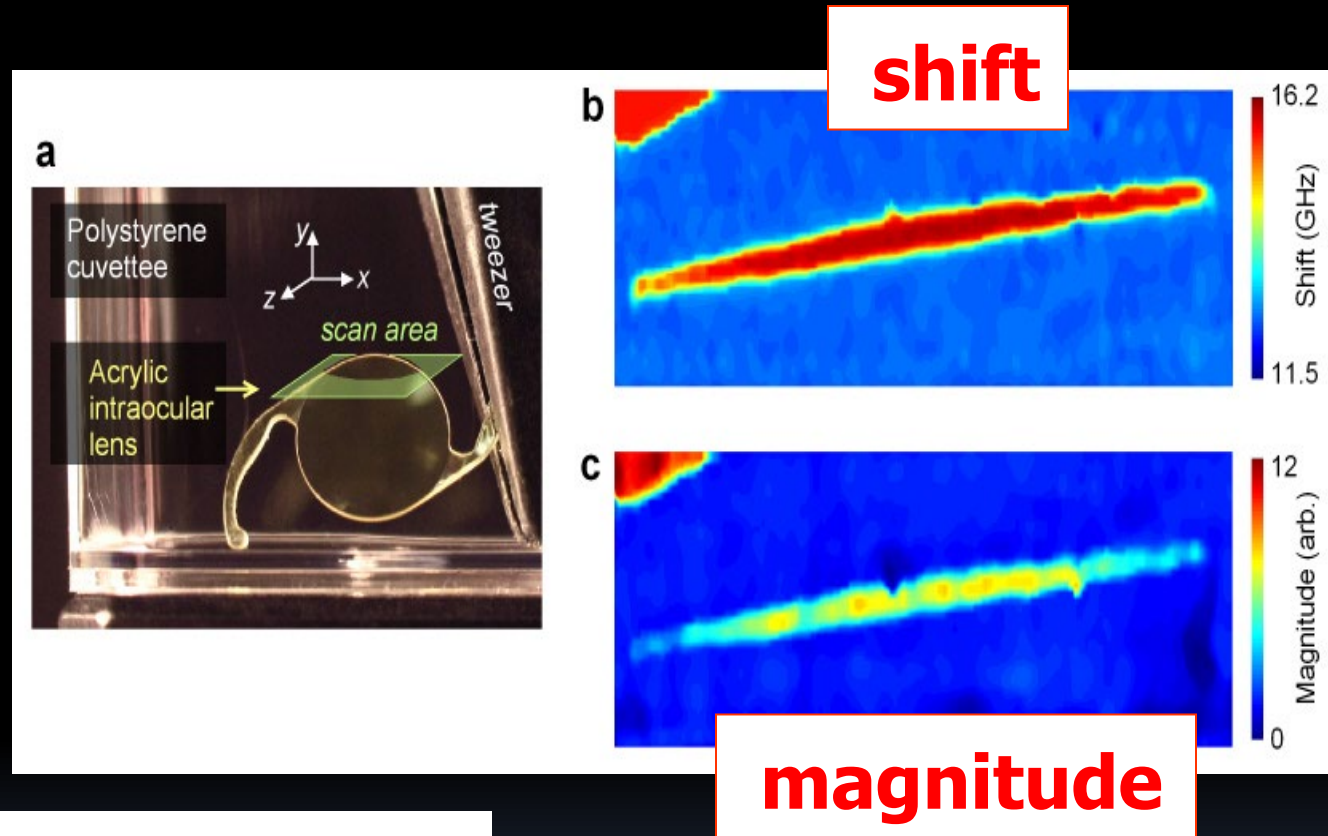 shift
b
16.2
Shift (GHz)
11.5
a
Polystyrene
cuvettee
y
x
z
tweezer
scan area
Acrylic
intraocular
lens
c
12
Magnitude (arb.)
0
magnitude